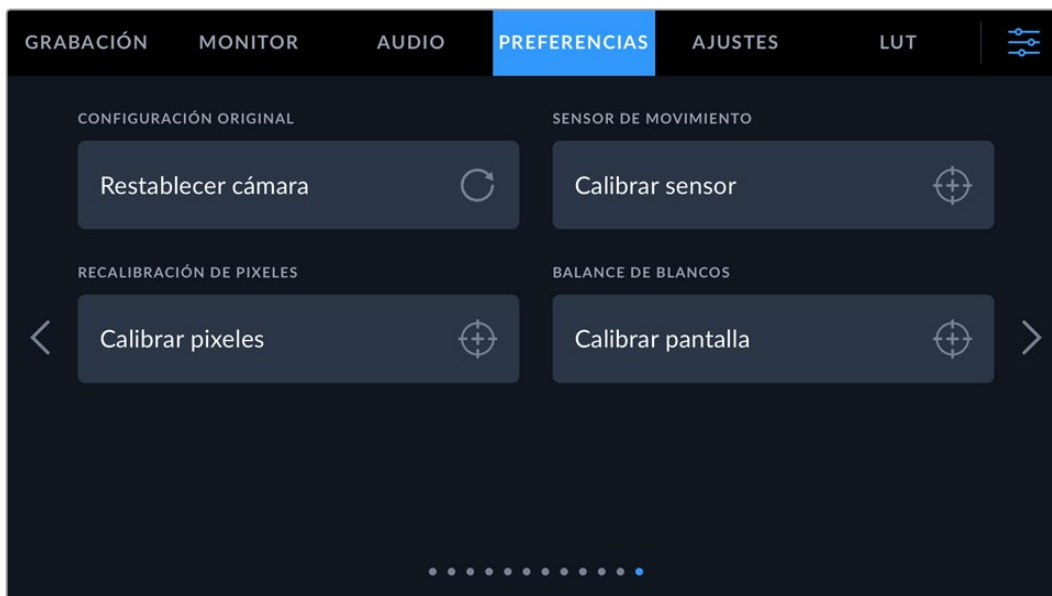 GRABACIÓN MONITOR AUDIO PREFERENCIAS AJUSTES LUT
CONFIGURACIÓN ORIGINAL SENSOR DE MOVIMIENTO
Restablecer cámara Calibrar sensor
RECALIBRACIÓN DE PIXELES BALANCE DE BLANCOS
Calibrar pixeles Calibrar pantalla